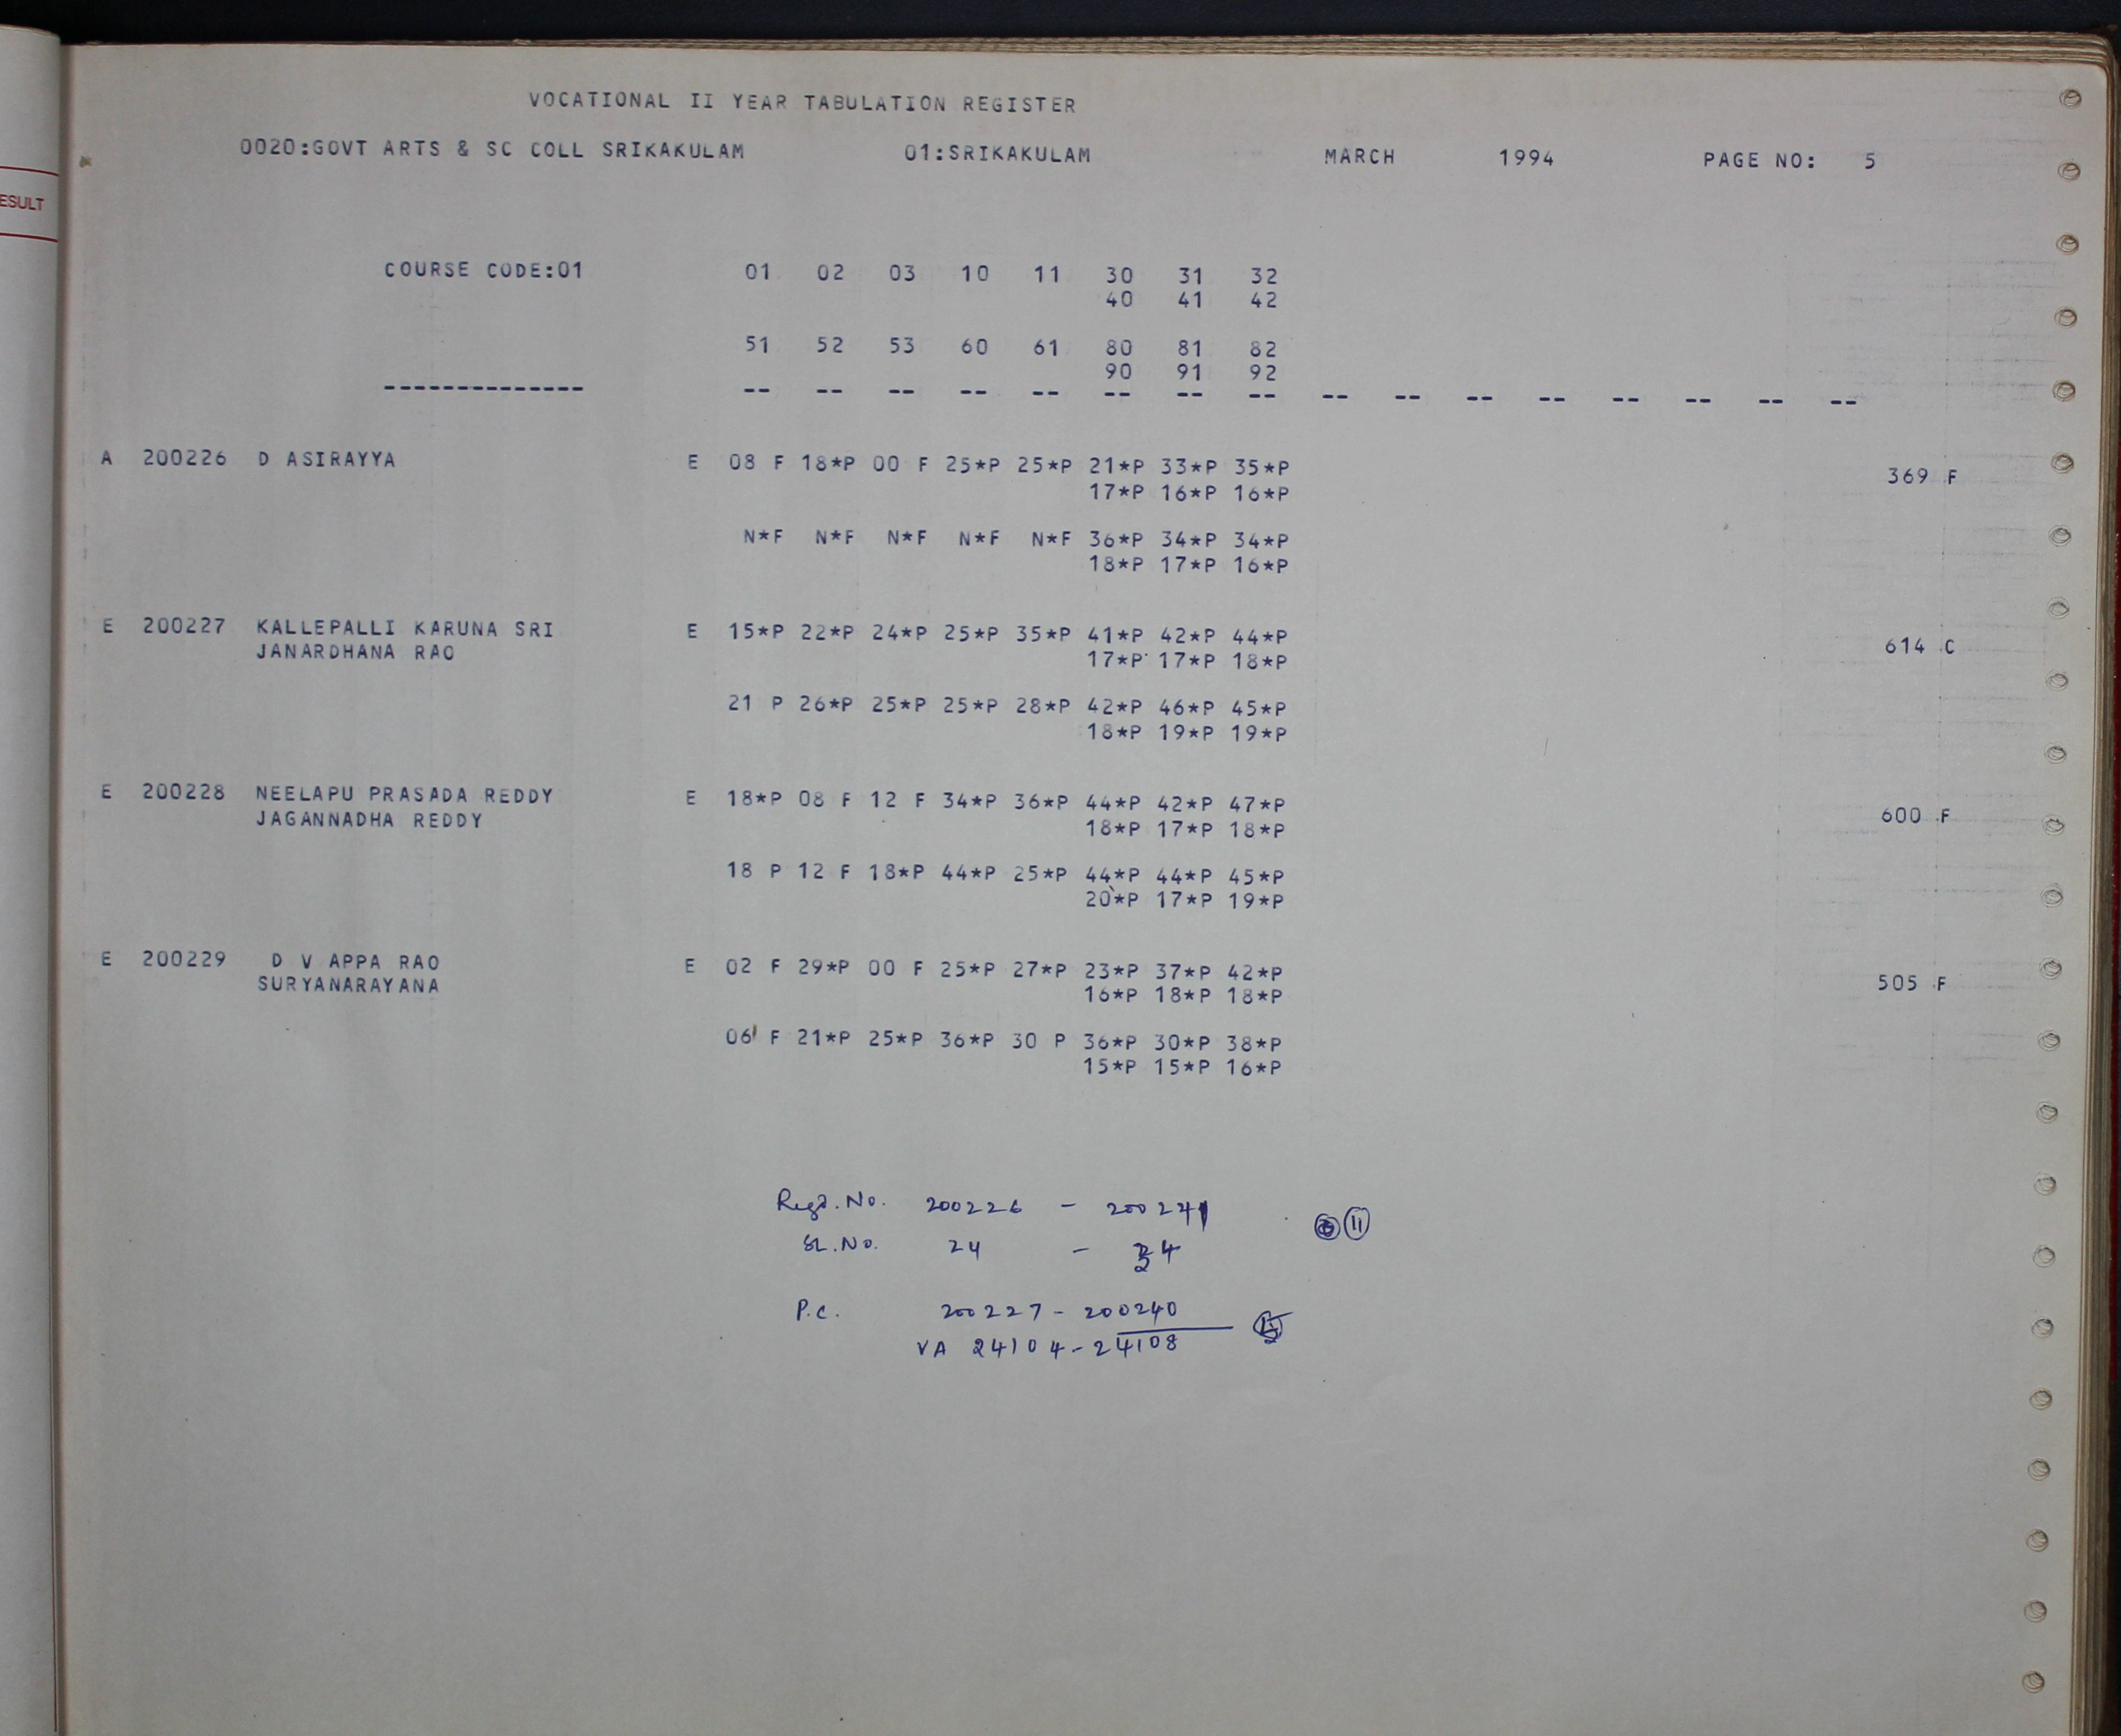 VOCATIONAL II YEAR TABULATION REGISTER
0020:GOVT ARTS & SC COLL SRIKAKULAM 01:SRIKAKULAM MARCH 1994 PAGE NO: 5
ESULT
COURSE CODE:01 01 02 03 10 11 30 31 32
40 41 42
51 52 53 60 61 80 81 82
90 91 92
-------------- -- -- -- -- -- -- -- -- -- -- -- -- -- -- -- --
A 200226 D ASIRAYYA E 08 F 18*P 00 F 25*P 25*P 21*P 33*P 35*P 369 F
17*P 16*P 16*P
N*F N*F N*F N*F N*F 36*P 34*P 34*P
18*P 17*P 16*P
E 200227 KALLEPALLI KARUNA SRI E 15*P 22*P 24*P 25*P 35*P 41*P 42*P 44*P 614 C
JANARDHANA RAO 17*P 17*P 18*P
21 P 26*P 25*P 25*P 28*P 42*P 46*P 45*P
18*P 19*P 19*P
E 200228 NEELAPU PRASADA REDDY E 18*P 08 F 12 F 34*P 36*P 44*P 42*P 47*P 600 F
JAGANNADHA REDDY 18*P 17*P 18*P
18 P 12 F 18*P 44*P 25*P 44*P 44*P 45*P
20*P 17*P 19*P
E 200229 D V APPA RAO E 02 F 29*P 00 F 25*P 27*P 23*P 37*P 42*P 505 F
SURYANARAYANA 16*P 18*P 18*P
06 F 21*P 25*P 36*P 30 P 36*P 30*P 38*P
15*P 15*P 16*P
Regd. No. 200226 - 200241 11
SL. No. 24 - 34
P.C. 200227 - 200240
VA 24104 - 24108